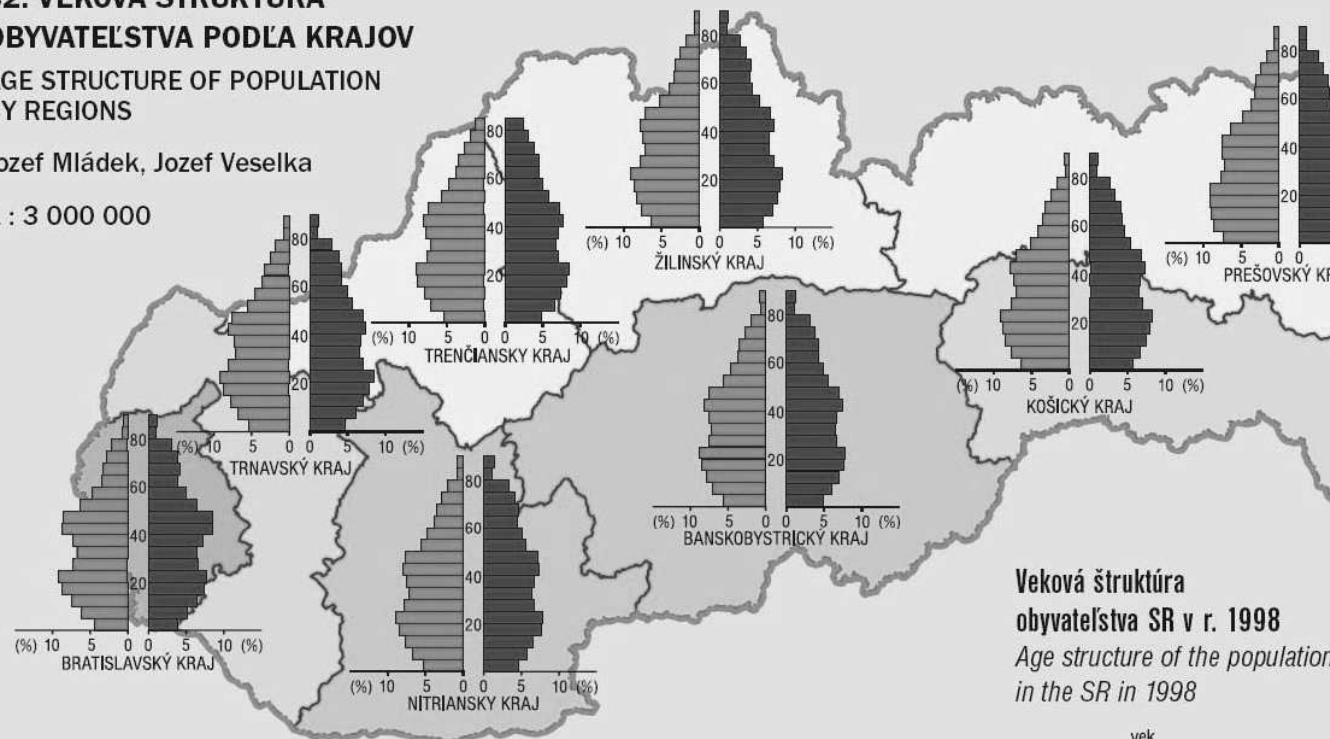 VEKOVÁ ŠTRUKTÚRA
OBYVATEĽSTVA PODĽA KRAJOV
AGE STRUCTURE OF POPULATION
BY REGIONS
Jozef Mládek, Jozef Veselka
: 3 000 000
80
60
40
20
(%) 10 5 0 0 5 10 (%)
ŽILINSKÝ KRAJ
80
60
40
20
(%) 10 5 0 0
PREŠOVSKÝ KR
80
60
40
20
(%) 10 5 0 0 5 10 (%)
TRENČIANSKY KRAJ
80
60
40
20
(%) 10 5 0 0 5 10 (%)
KOŠICKÝ KRAJ
80
60
40
20
(%) 10 5 0 0 5 10 (%)
TRNAVSKÝ KRAJ
80
60
40
20
(%) 10 5 0 0 5 10 (%)
BANSKOBYSTRICKÝ KRAJ
80
60
40
20
(%) 10 5 0 0 5 10 (%)
BRATISLAVSKÝ KRAJ
80
60
40
20
(%) 10 5 0 0 5 10 (%)
NITRIANSKY KRAJ
Veková štruktúra
obyvateľstva SR v r. 1998
Age structure of the population
in the SR in 1998
vek